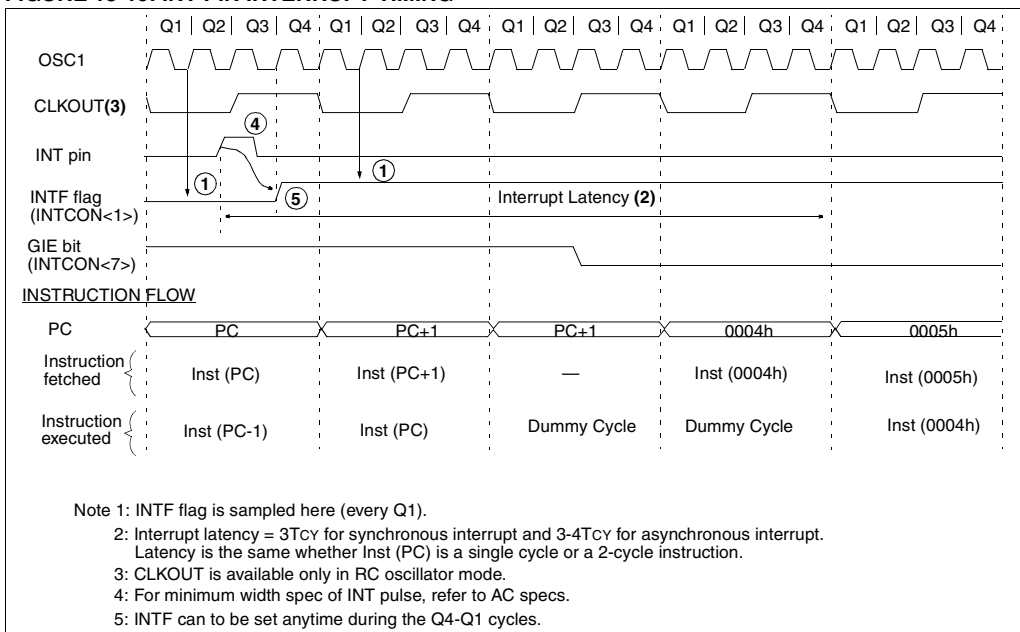 Q1 Q2 Q3 Q4 Q1 Q2 Q3 Q4 Q1 Q2 Q3 Q4 Q1 Q2 Q3 Q4 Q1 Q2 Q3 Q4
OSC1
CLKOUT(3)
4
INT pin
1
1
INTF flag
(INTCON<1>)
5
Interrupt Latency (2)
GIE bit
(INTCON<7>)
INSTRUCTION FLOW
PC PC PC+1 PC+1 0004h 0005h
Instruction
fetched
Inst (PC) Inst (PC+1) — Inst (0004h) Inst (0005h)
Instruction
executed
Inst (PC-1) Inst (PC) Dummy Cycle Dummy Cycle Inst (0004h)
Note 1: INTF flag is sampled here (every Q1).
2: Interrupt latency = 3TCY for synchronous interrupt and 3-4TCY for asynchronous interrupt.
Latency is the same whether Inst (PC) is a single cycle or a 2-cycle instruction.
3: CLKOUT is available only in RC oscillator mode.
4: For minimum width spec of INT pulse, refer to AC specs.
5: INTF can to be set anytime during the Q4-Q1 cycles.